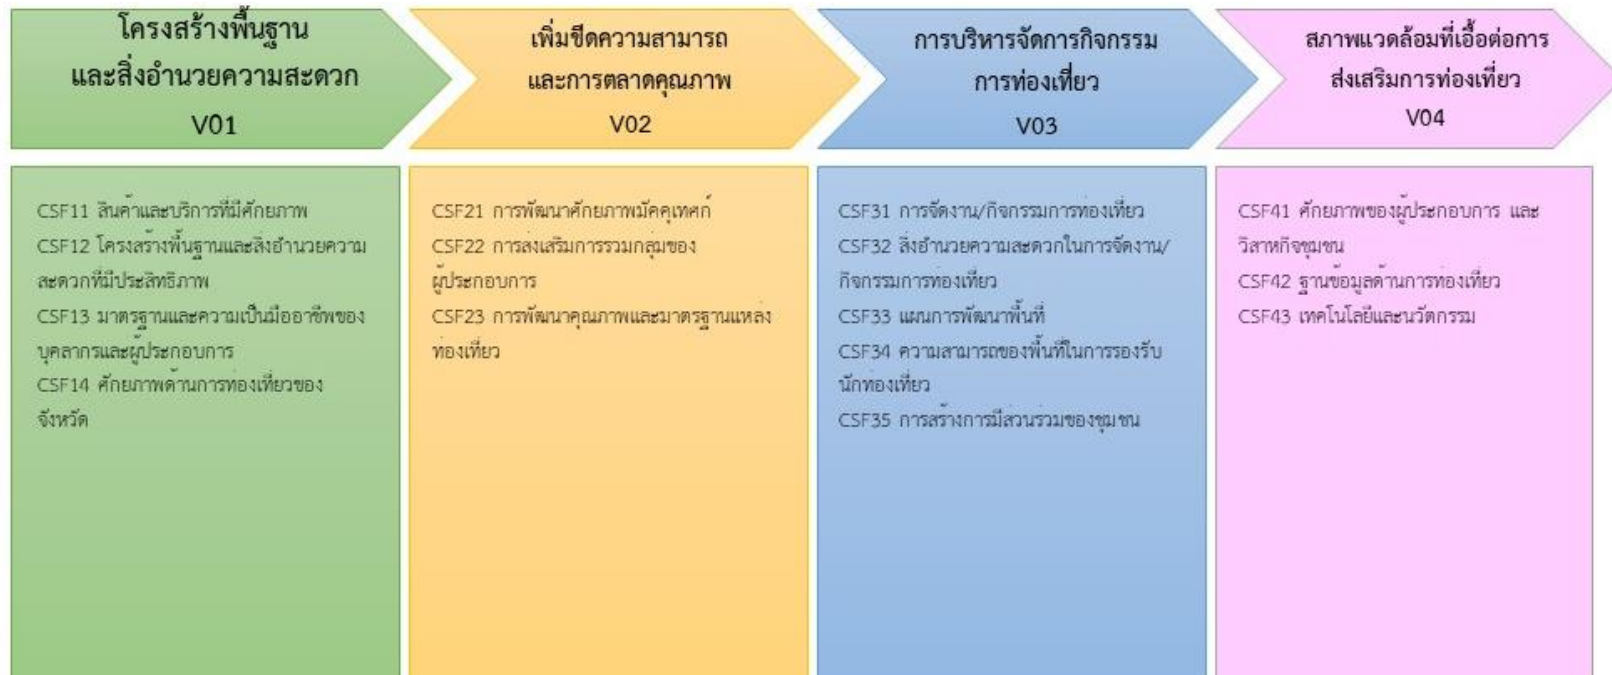 โครงสร้างพื้นฐาน
และสิ่งอำนวยความสะดวก
V01
เพิ่มขีดความสามารถ
และการตลาดคุณภาพ
V02
การบริหารจัดการกิจกรรม
การท่องเที่ยว
V03
สภาพแวดล้อมที่เอื้อต่อการ
ส่งเสริมการท่องเที่ยว
V04
CSF11 สินค้าและบริการที่มีศักยภาพ
CSF12 โครงสร้างพื้นฐานและสิ่งอำนวยความ
สะดวกที่มีประสิทธิภาพ
CSF13 มาตรฐานและความเป็นมืออาชีพของ
บุคลากรและผู้ประกอบการ
CSF14 ศักยภาพด้านการท่องเที่ยวของ
จังหวัด
CSF21 การพัฒนาศักยภาพมัคคุเทศก์
CSF22 การส่งเสริมการรวมกลุ่มของ
ผู้ประกอบการ
CSF23 การพัฒนาคุณภาพและมาตรฐานแหล่ง
ท่องเที่ยว
CSF31 การจัดงาน/กิจกรรมการท่องเที่ยว
CSF32 สิ่งอำนวยความสะดวกในการจัดงาน/
กิจกรรมการท่องเที่ยว
CSF33 แผนการพัฒนาพื้นที่
CSF34 ความสามารถของพื้นที่ในการรองรับ
นักท่องเที่ยว
CSF35 การสร้างการมีส่วนร่วมของชุมชน
CSF41 ศักยภาพของผู้ประกอบการ และ
วิสาหกิจชุมชน
CSF42 ฐานข้อมูลด้านการท่องเที่ยว
CSF43 เทคโนโลยีและนวัตกรรม